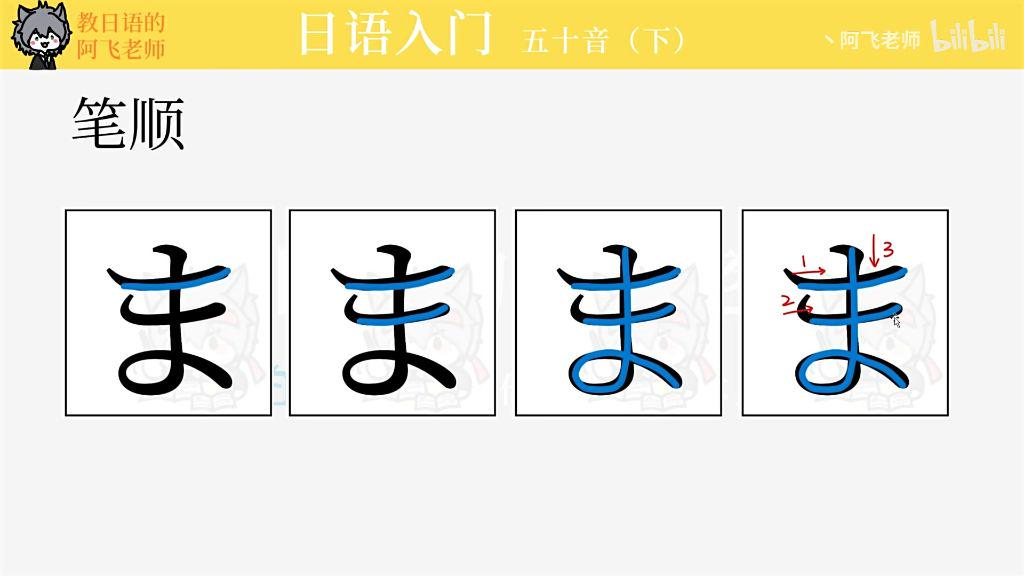 教日语的
阿飞老师
日语入门 五十音（下）
丶阿飞老师 bilibili
笔顺
ま ま ま ま
1 3
2